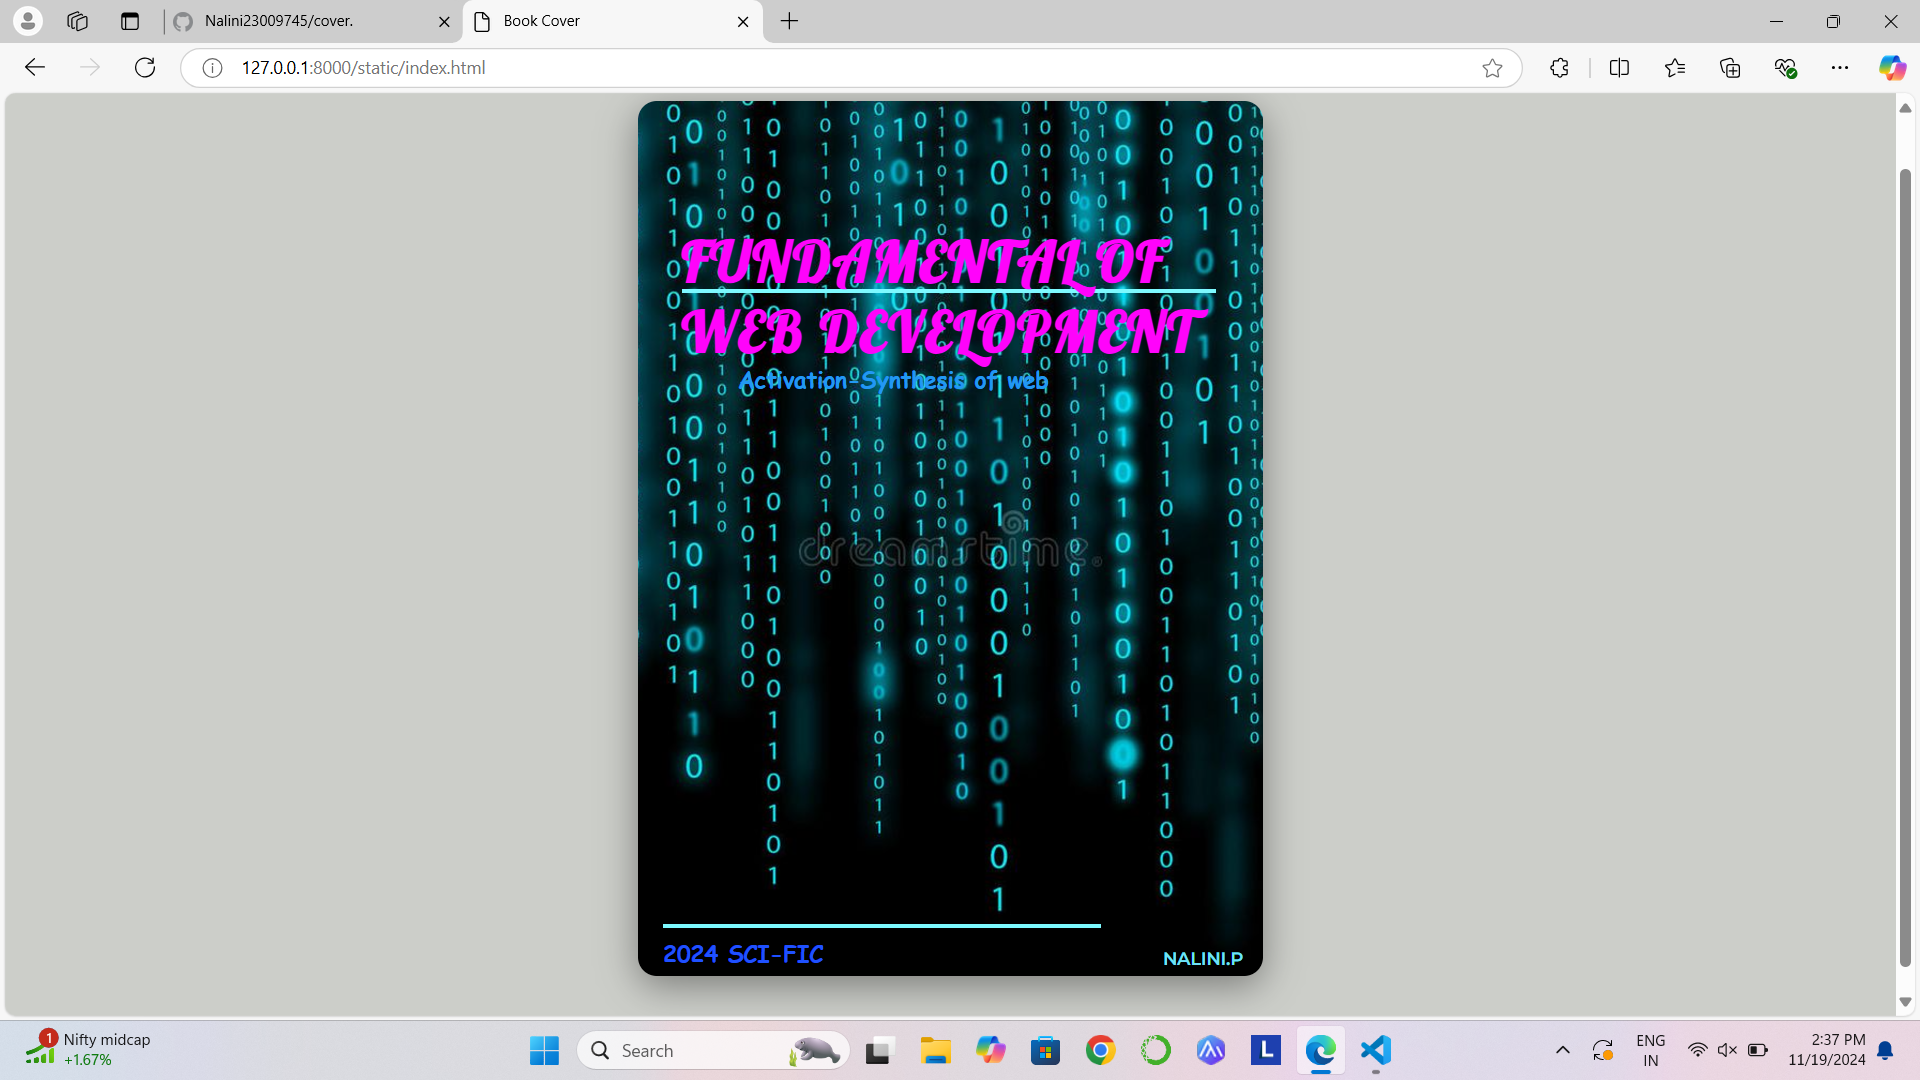 Nalini23009745/cover.
Book Cover
127.0.0.1:8000/static/index.html
FUNDAMENTAL OF
WEB DEVELOPMENT
Activation-Synthesis of web
dreamstime®
2024 SCI-FIC
NALINI.P
1
Nifty midcap
+1.67%
Search
L
ENG
IN
2:37 PM
11/19/2024